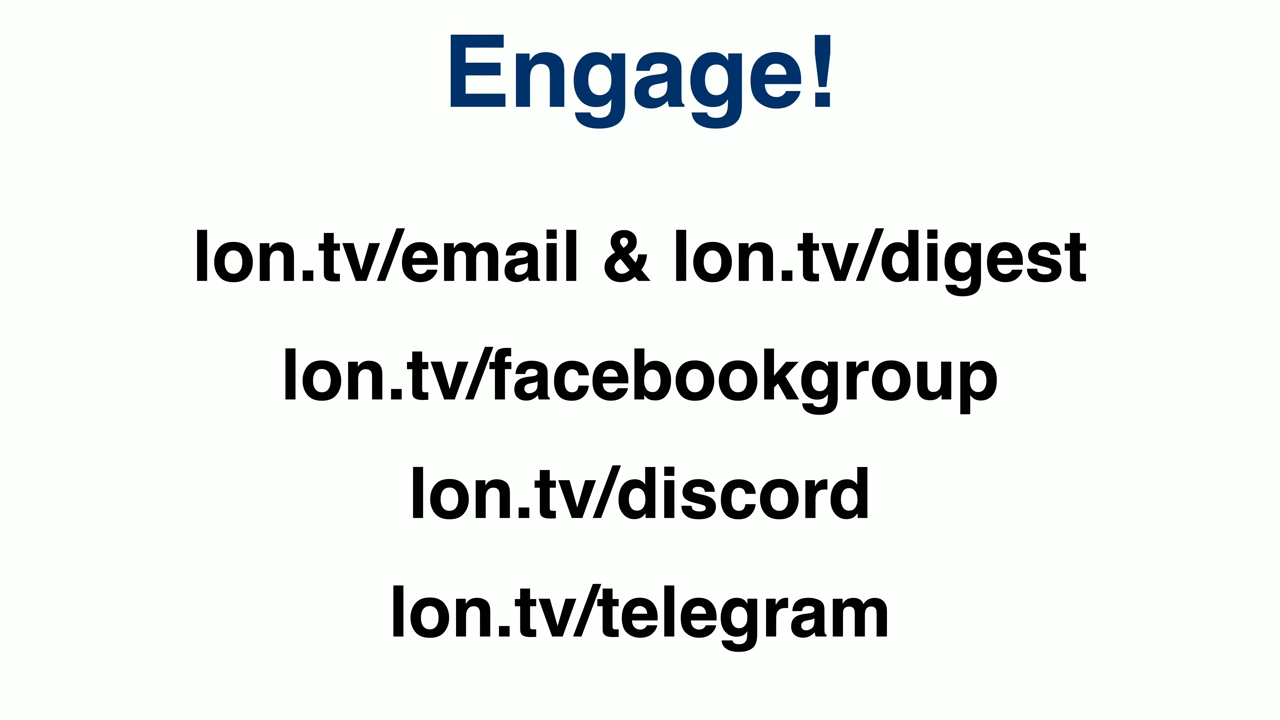 Engage!
lon.tv/email & lon.tv/digest
lon.tv/facebookgroup
lon.tv/discord
lon.tv/telegram